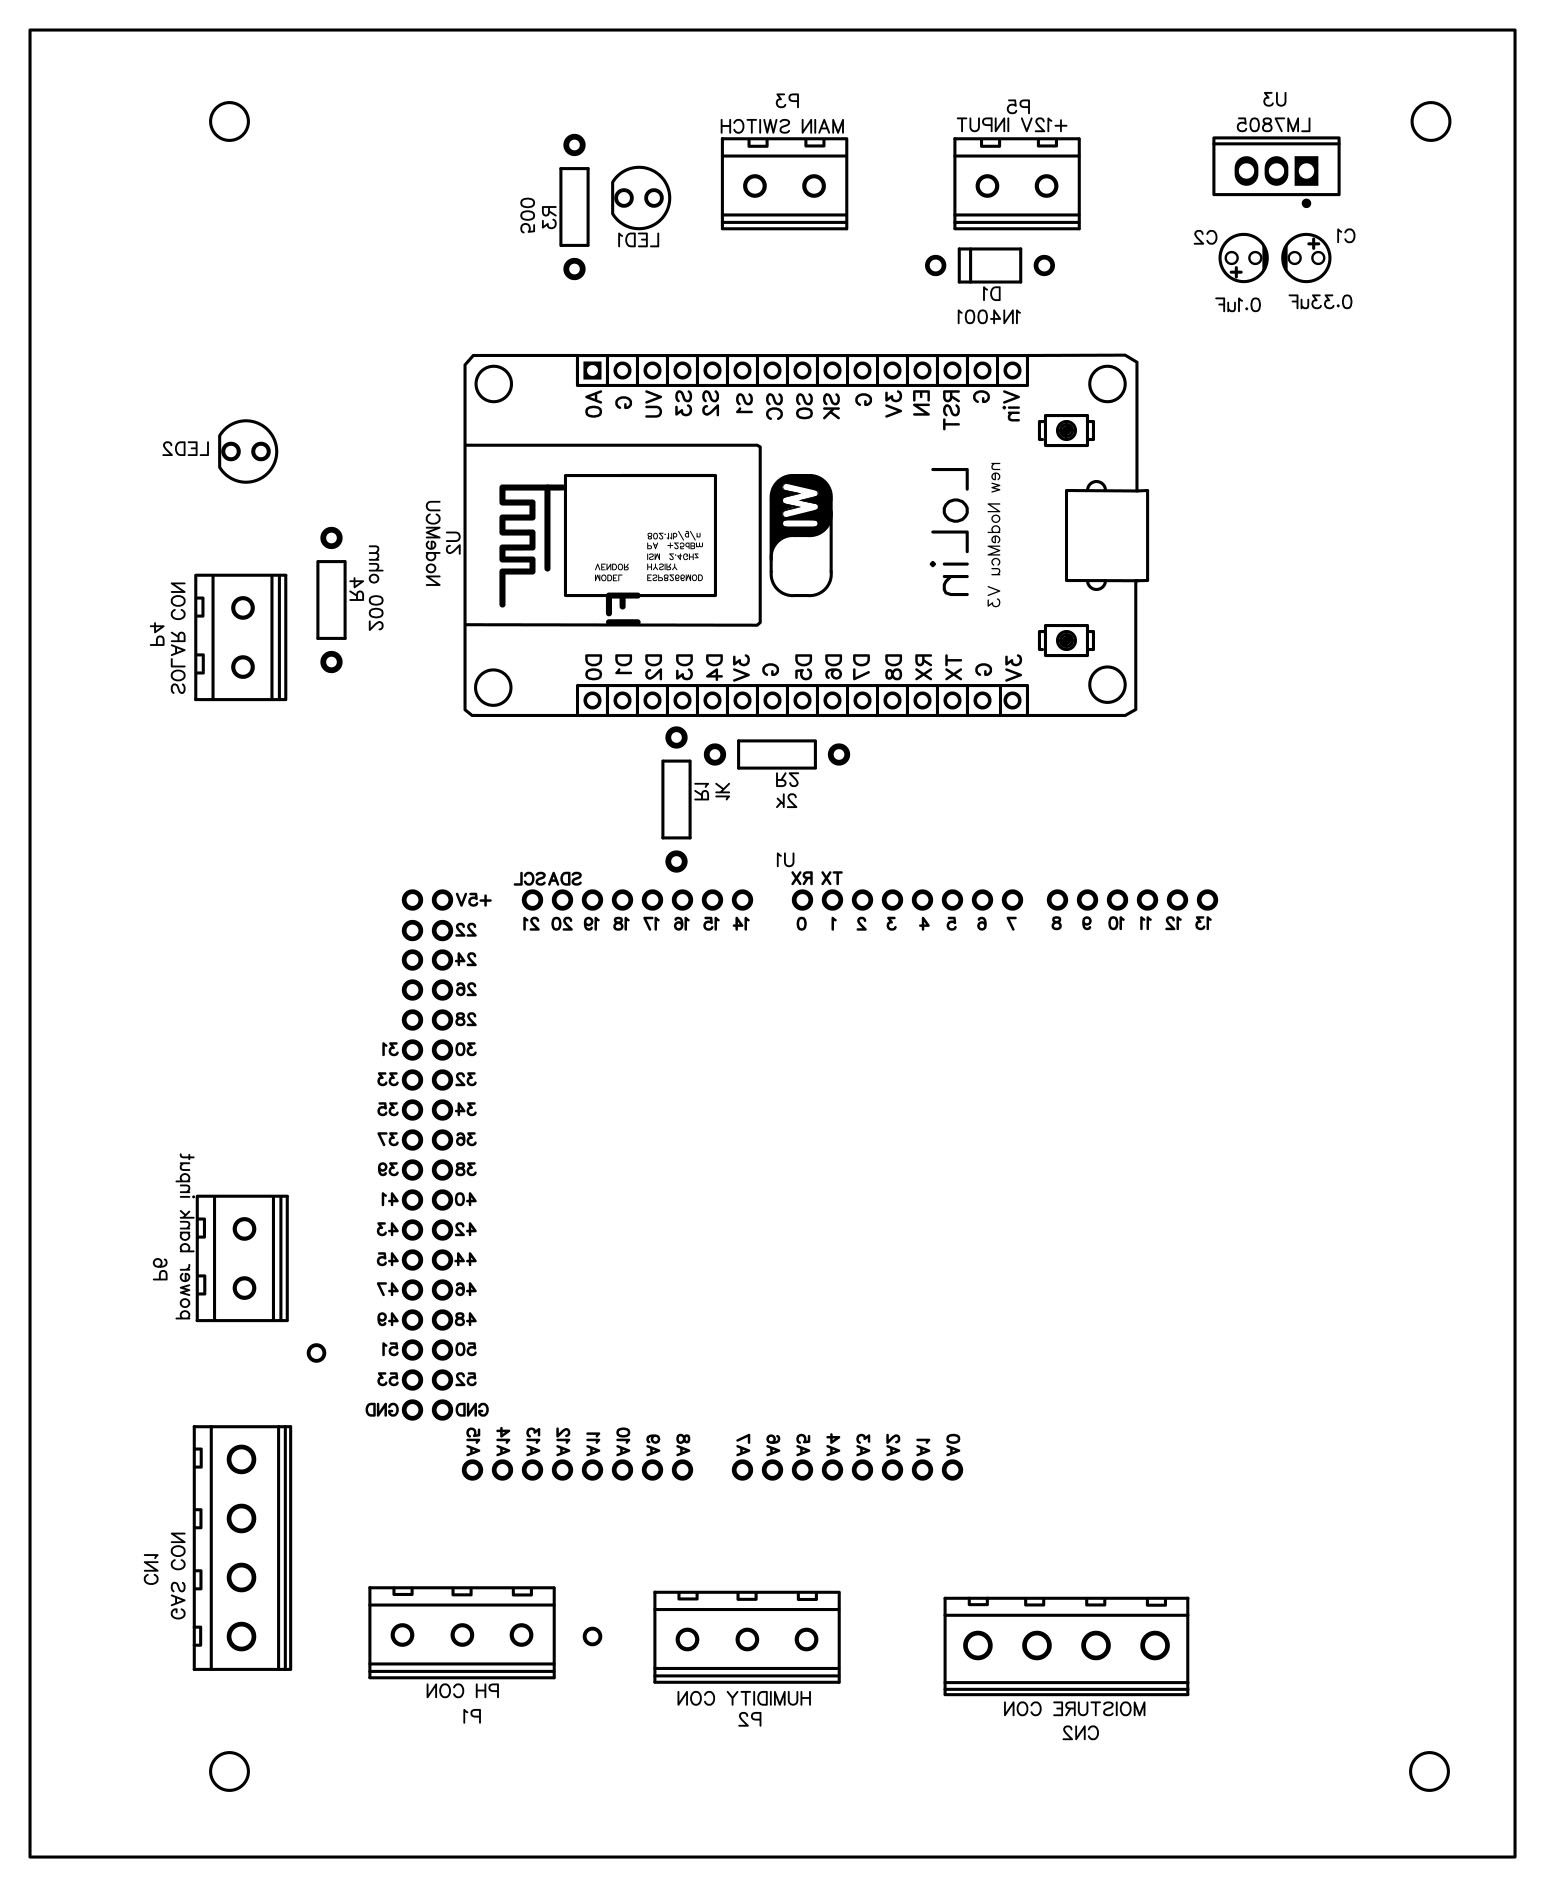 CN1
GAS CON
P6
power bank input
P4
SOLAR CON
LED2
R4
200 ohm
P1
PH CON
GND 53 51 49 47 45 43 41 39 37 35 33 31
GND 52 50 48 46 44 42 40 38 36 34 32 30 28 26 24 22 +5V
A15
A14
A13
A12
A11
A10
A9
A8
A7
A6
A5
A4
A3
A2
A1
A0
21
20
19
18
17
16
15
14
SDASCL
0
1
2
3
4
5
6
7
TX RX
8
9
10
11
12
13
U1
R1
1K
2K
R2
NodeMCU
U2
D0
D1
D2
D3
D4
3V
G
D5
D6
D7
D8
RX
TX
G
3V
A0
G
VU
S3
S2
S1
SC
S0
SK
G
3V
EN
RST
G
Vin
MODEL
VENDOR
WI
LoLin
new NodeMcu V3
500
R3
LED1
MAIN SWITCH
P3
P2
HUMIDITY CON
CN2
MOISTURE CON
1N4001
D1
+12V INPUT
P5
0.1uF
C2
0.33uF
C1
LM7805
U3